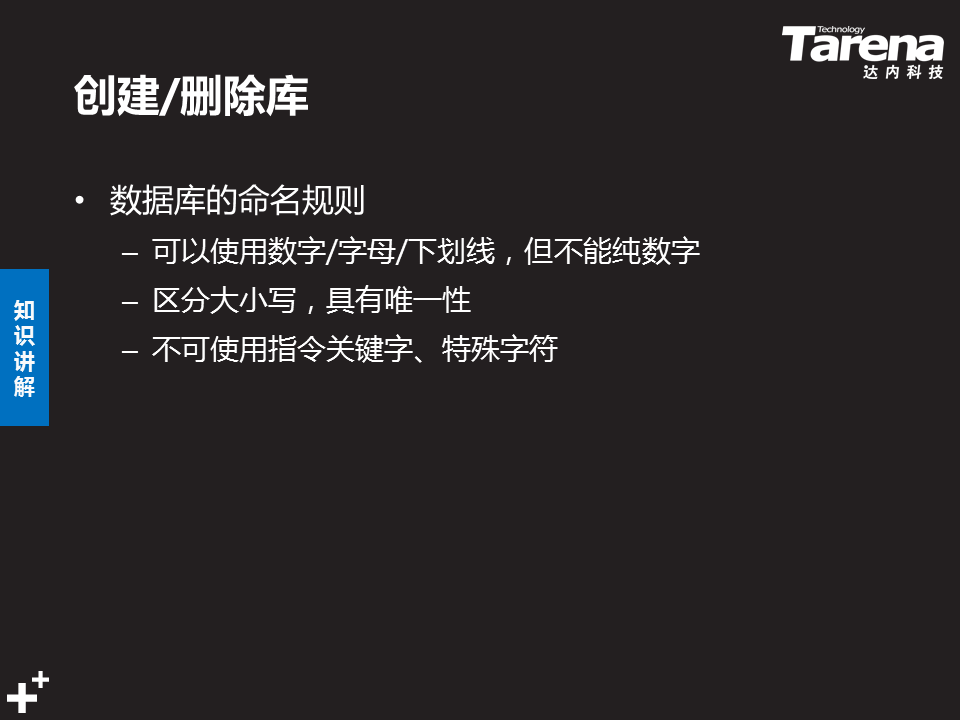 Technology
Tarena
达内科技
创建/删除库
• 数据库的命名规则
– 可以使用数字/字母/下划线，但不能纯数字
– 区分大小写，具有唯一性
– 不可使用指令关键字、特殊字符
知识讲解